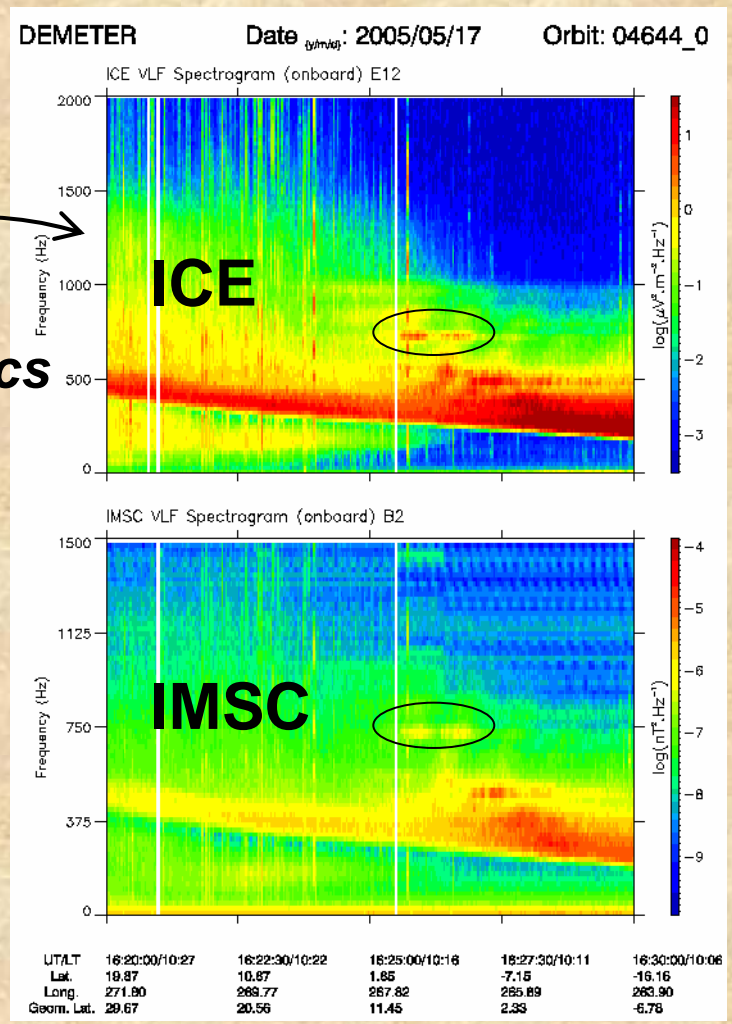 DEMETER Date (y/m/d): 2005/05/17 Orbit: 04644_0
ICE VLF Spectrogram (onboard) E12
2000
1500
1000
500
0
Frequency (Hz)
ICE
1
0
−1
−2
−3
log(μV².m⁻².Hz⁻¹)
cs
IMSC VLF Spectrogram (onboard) B2
1500
1125
750
375
0
Frequency (Hz)
IMSC
−4
−5
−6
−7
−8
−9
log(nT².Hz⁻¹)
UT/LT 16:20:00/10:27 16:22:30/10:22 16:25:00/10:16 16:27:30/10:11 16:30:00/10:06
Lat. 19.87 10.87 1.85 -7.15 -16.16
Long. 271.80 269.77 267.82 265.89 263.90
Geom. Lat. 29.67 20.56 11.45 2.33 -6.78